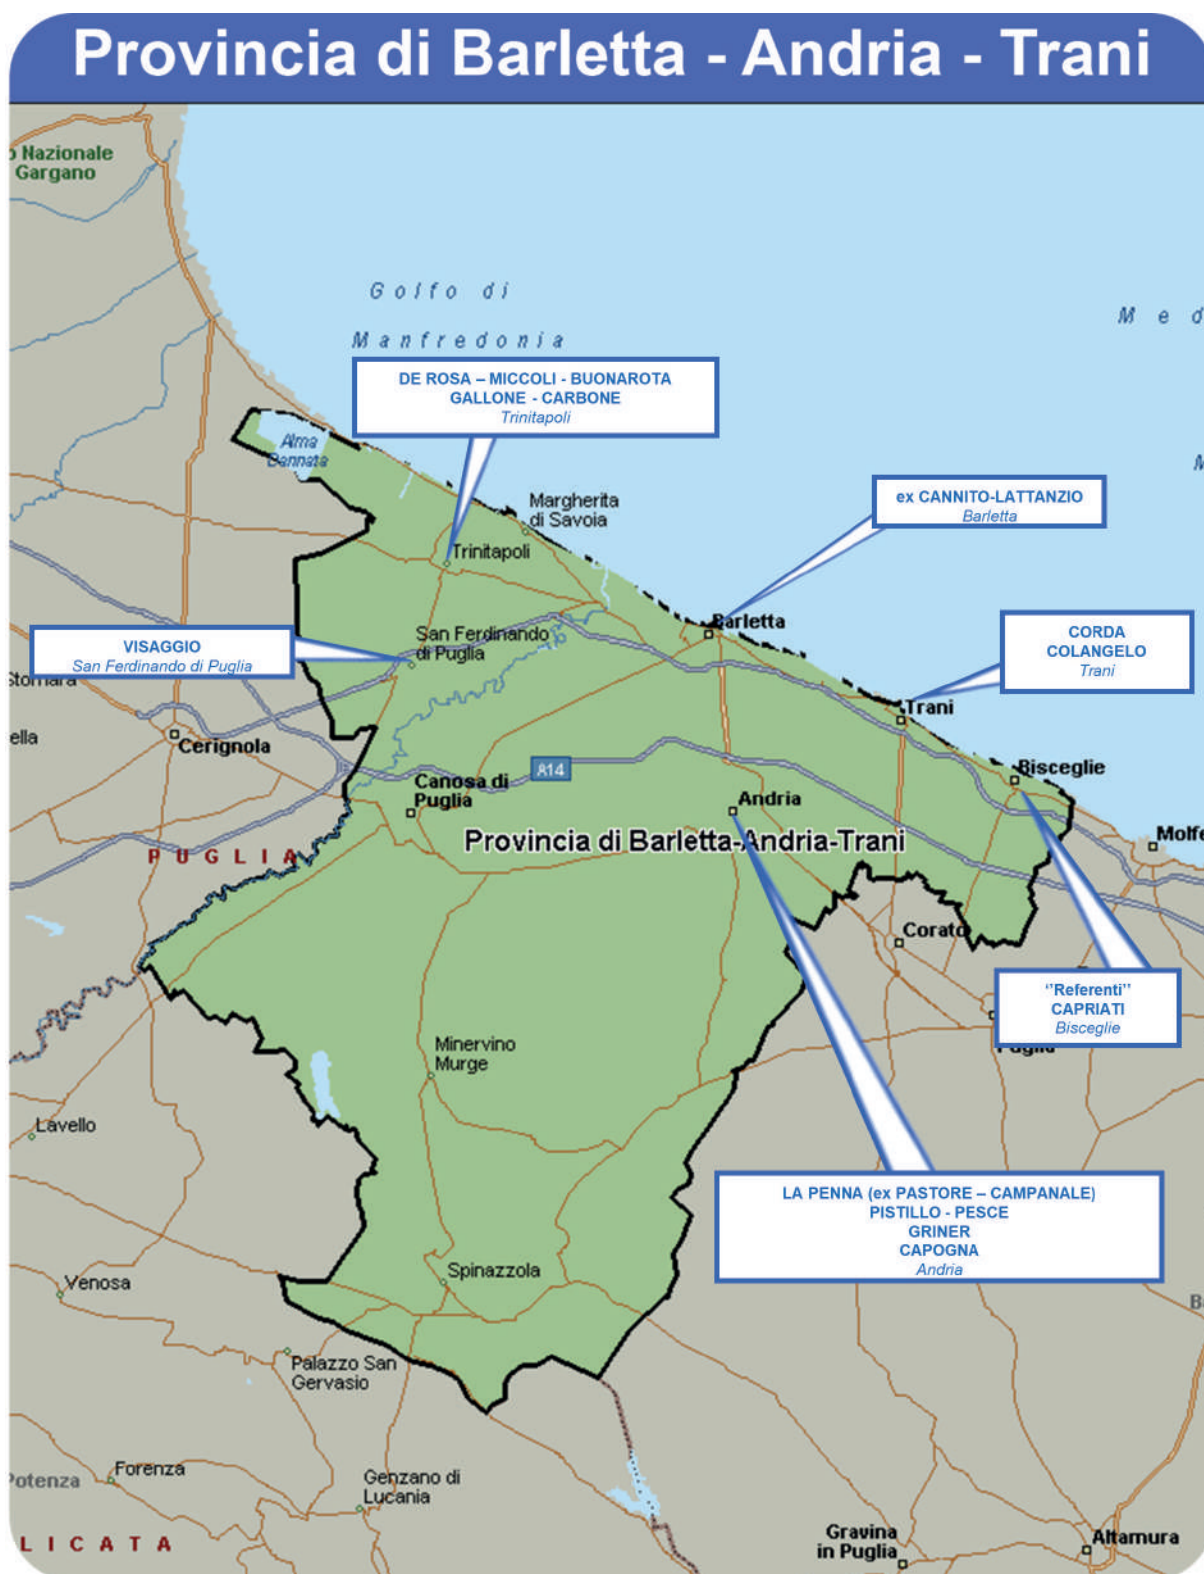 Provincia di Barletta - Andria - Trani
o Nazionale
Gargano
Golfo di
Manfredonia
M e d
DE ROSA – MICCOLI - BUONAROTA
GALLONE - CARBONE
Trinitapoli
Alma
Dannata
Margherita
di Savoia
ex CANNITO-LATTANZIO
Barletta
M
Trinitapoli
Barletta
San Ferdinando
di Puglia
VISAGGIO
San Ferdinando di Puglia
CORDA
COLANGELO
Trani
Stornara
Trani
ella
Cerignola
A14
Bisceglie
Canosa di
Puglia
Andria
Molfe
Provincia di Barletta-Andria-Trani
PUGLIA
Corato
‘’Referenti’’
CAPRIATI
Bisceglie
Puglia
Minervino
Murge
Lavello
LA PENNA (ex PASTORE – CAMPANALE)
PISTILLO - PESCE
GRINER
CAPOGNA
Andria
Spinazzola
Venosa
Ba
Palazzo San
Gervasio
Forenza
Potenza
Genzano di
Lucania
LICATA
Gravina
in Puglia
Altamura